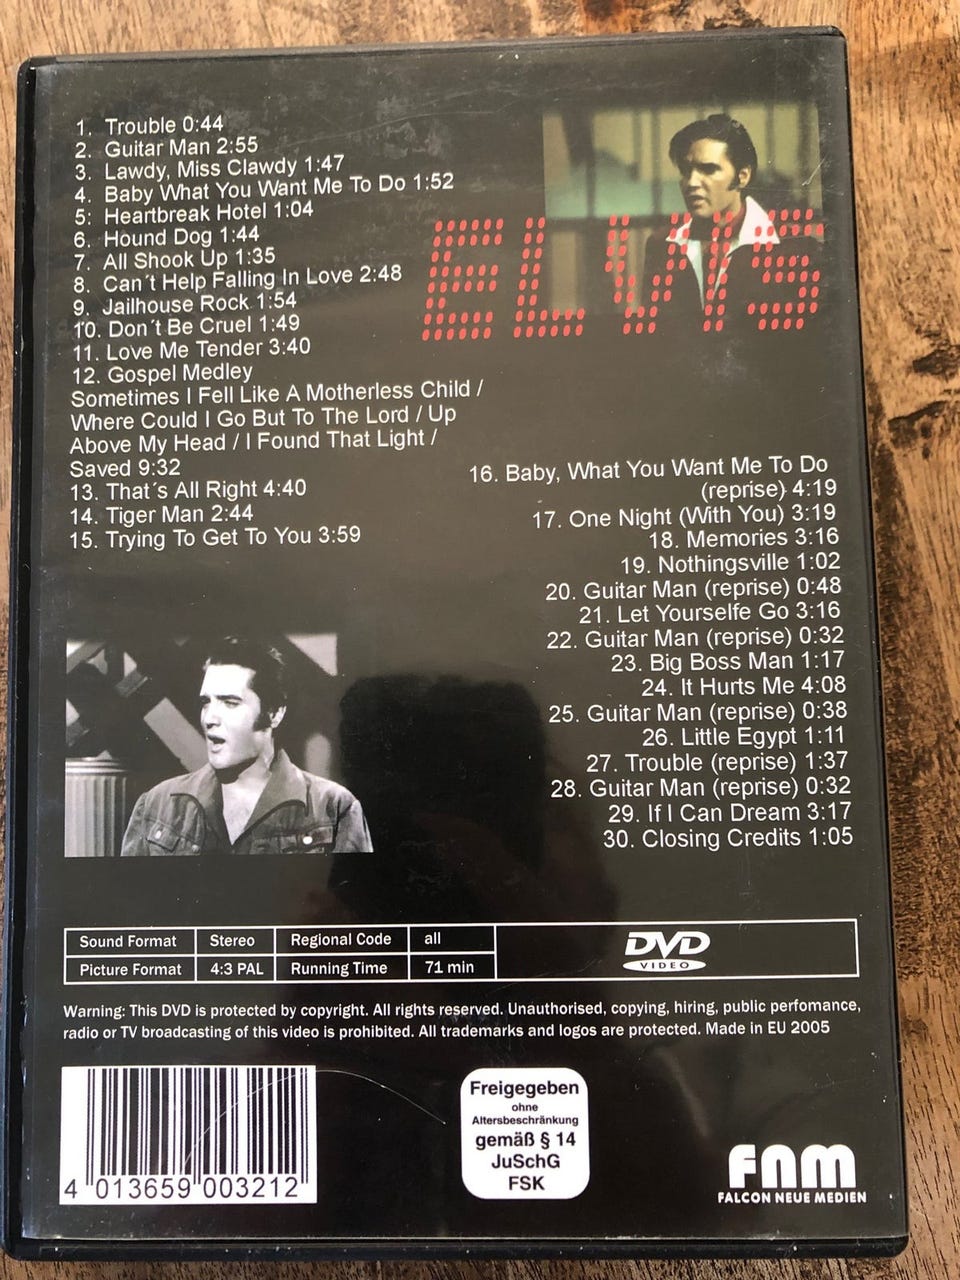 1. Trouble 0:44
2. Guitar Man 2:55
3. Lawdy, Miss Clawdy 1:47
4. Baby What You Want Me To Do 1:52
5: Heartbreak Hotel 1:04
6. Hound Dog 1:44
7. All Shook Up 1:35
8. Can´t Help Falling In Love 2:48
9. Jailhouse Rock 1:54
10. Don´t Be Cruel 1:49
11. Love Me Tender 3:40
12. Gospel Medley
Sometimes I Fell Like A Motherless Child /
Where Could I Go But To The Lord / Up
Above My Head / I Found That Light /
Saved 9:32
13. That´s All Right 4:40
14. Tiger Man 2:44
15. Trying To Get To You 3:59
ELVIS
16. Baby, What You Want Me To Do
(reprise) 4:19
17. One Night (With You) 3:19
18. Memories 3:16
19. Nothingsville 1:02
20. Guitar Man (reprise) 0:48
21. Let Yourselfe Go 3:16
22. Guitar Man (reprise) 0:32
23. Big Boss Man 1:17
24. It Hurts Me 4:08
25. Guitar Man (reprise) 0:38
26. Little Egypt 1:11
27. Trouble (reprise) 1:37
28. Guitar Man (reprise) 0:32
29. If I Can Dream 3:17
30. Closing Credits 1:05
Sound Format Stereo Regional Code all
Picture Format 4:3 PAL Running Time 71 min
DVD
VIDEO
Warning: This DVD is protected by copyright. All rights reserved. Unauthorised, copying, hiring, public perfomance,
radio or TV broadcasting of this video is prohibited. All trademarks and logos are protected. Made in EU 2005
4 013659 003212
Freigegeben
ohne
Altersbeschränkung
gemäß § 14
JuSchG
FSK
FNM
FALCON NEUE MEDIEN